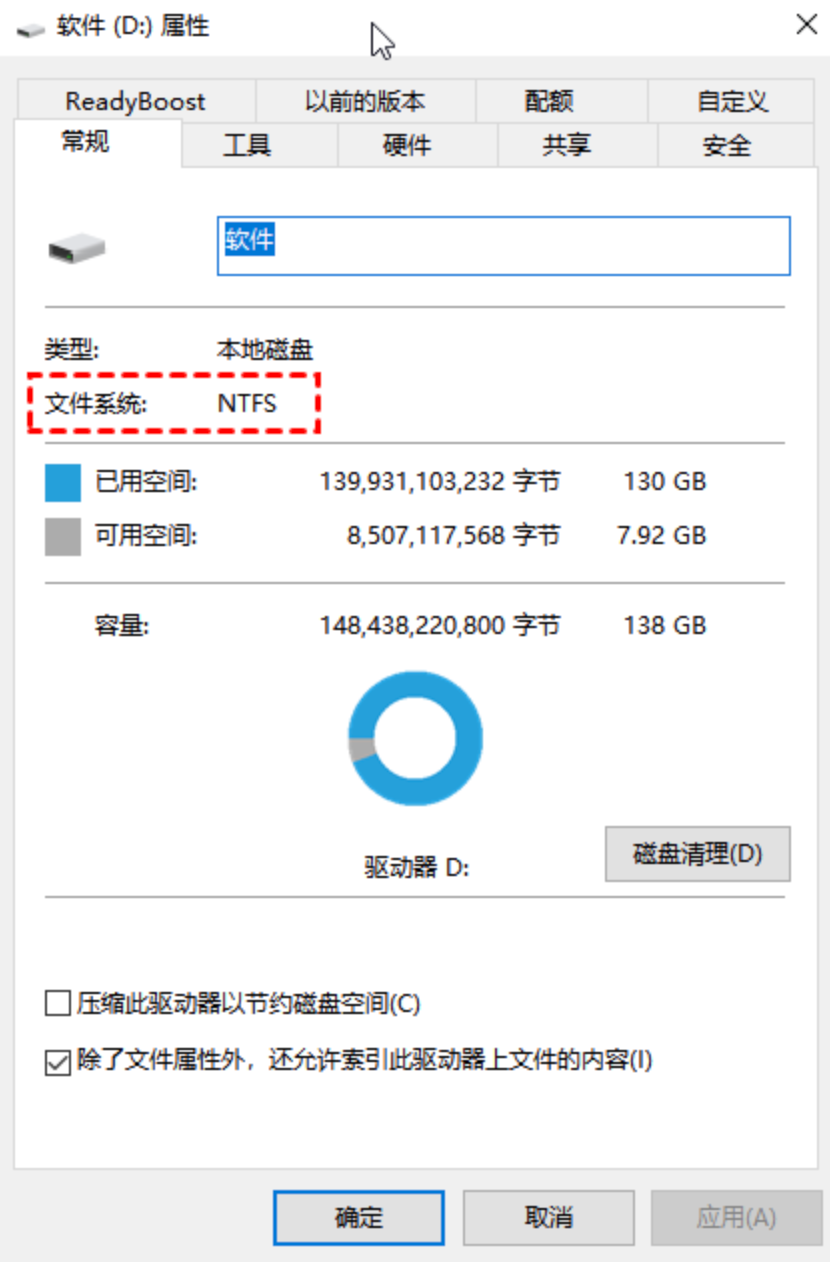 软件 (D:) 属性
ReadyBoost 以前的版本 配额 自定义
常规 工具 硬件 共享 安全
软件
类型: 本地磁盘
文件系统: NTFS
已用空间: 139,931,103,232 字节 130 GB
可用空间: 8,507,117,568 字节 7.92 GB
容量: 148,438,220,800 字节 138 GB
驱动器 D:
磁盘清理(D)
压缩此驱动器以节约磁盘空间(C)
除了文件属性外，还允许索引此驱动器上文件的内容(I)
确定 取消 应用(A)